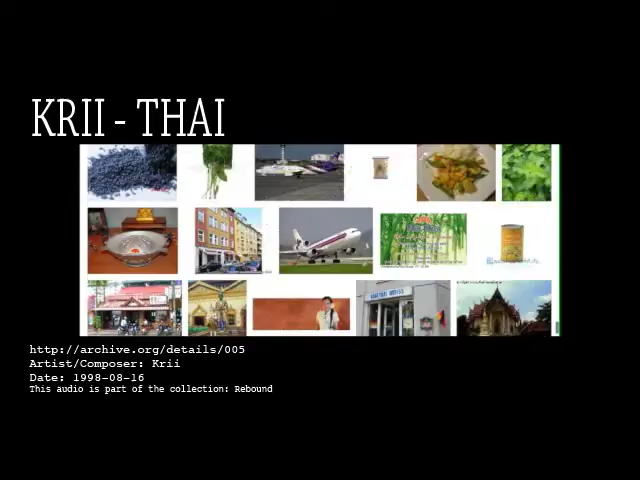 KRII - THAI
http://archive.org/details/005
Artist/Composer: Krii
Date: 1998-08-16
This audio is part of the collection: Rebound